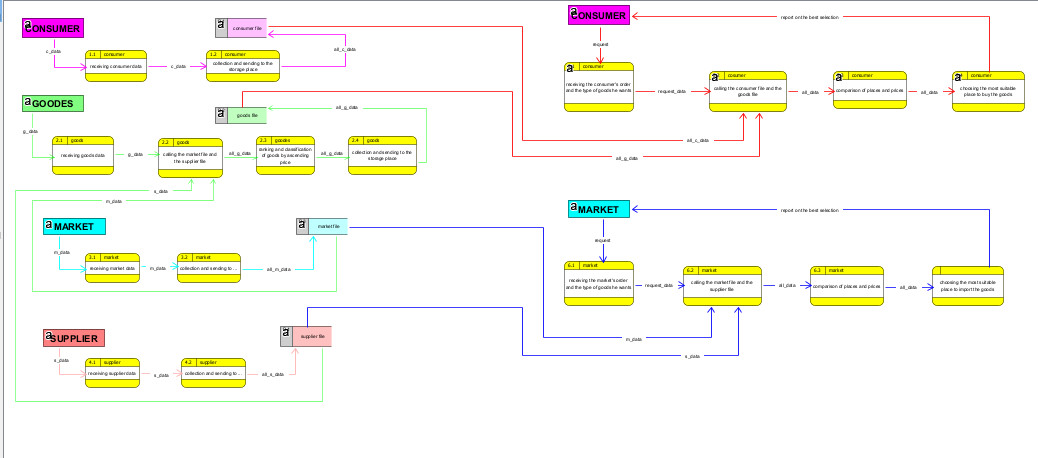 a
CONSUMER
c_data
1.1 consumer
receiving consumer data
c_data
1.2 consumer
collection and sending to the
storage place
all_c_data
a
consumer file
a
GOODES
g_data
2.1 goods
receiving goods data
g_data
2.2 goods
calling the market file and
the supplier file
all_g_data
2.3 goodes
ranking and classification
of goods by ascending
price
all_g_data
2.4 goods
collection and sending to the
storage place
all_g_data
a
goods file
s_data
m_data
a
MARKET
m_data
3.1 market
receiving market data
m_data
3.2 market
collection and sending to ...
all_m_data
a
market file
a
SUPPLIER
s_data
4.1 supplier
receiving supplier data
s_data
4.2 supplier
collection and sending to ...
all_s_data
a
supplier file
a
CONSUMER
report on the best selection
request
a
consumer
receiving the consumer's order
and the type of goods he wants
request_data
a
consumer
calling the consumer file and the
goods file
all_data
a
consumer
comparison of places and prices
all_data
a
consumer
choosing the most suitable
place to buy the goods
all_c_data
all_g_data
a
MARKET
report on the best selection
request
6.1 market
receiving the market's order
and the type of goods he wants
request_data
6.2 market
calling the market file and the
supplier file
all_data
6.3 market
comparison of places and prices
all_data
choosing the most suitable
place to import the goods
m_data
s_data